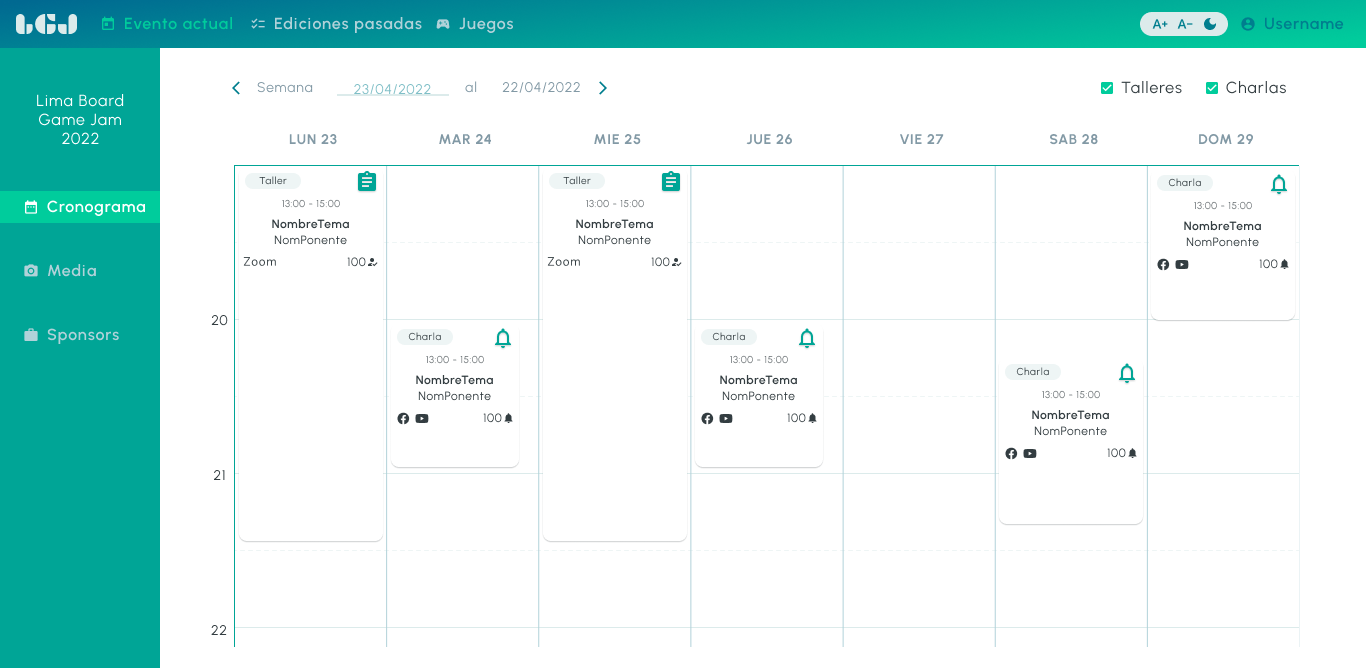 LGJ Evento actual Ediciones pasadas Juegos A+ A- Username
Lima Board
Game Jam
2022
Cronograma
Media
Sponsors
Semana 23/04/2022 al 22/04/2022 Talleres Charlas
LUN 23 MAR 24 MIE 25 JUE 26 VIE 27 SAB 28 DOM 29
Taller
13:00 - 15:00
NombreTema
NomPonente
Zoom 100
Taller
13:00 - 15:00
NombreTema
NomPonente
Zoom 100
Charla
13:00 - 15:00
NombreTema
NomPonente
100
20
Charla
13:00 - 15:00
NombreTema
NomPonente
100
Charla
13:00 - 15:00
NombreTema
NomPonente
100
Charla
13:00 - 15:00
NombreTema
NomPonente
100
21
22